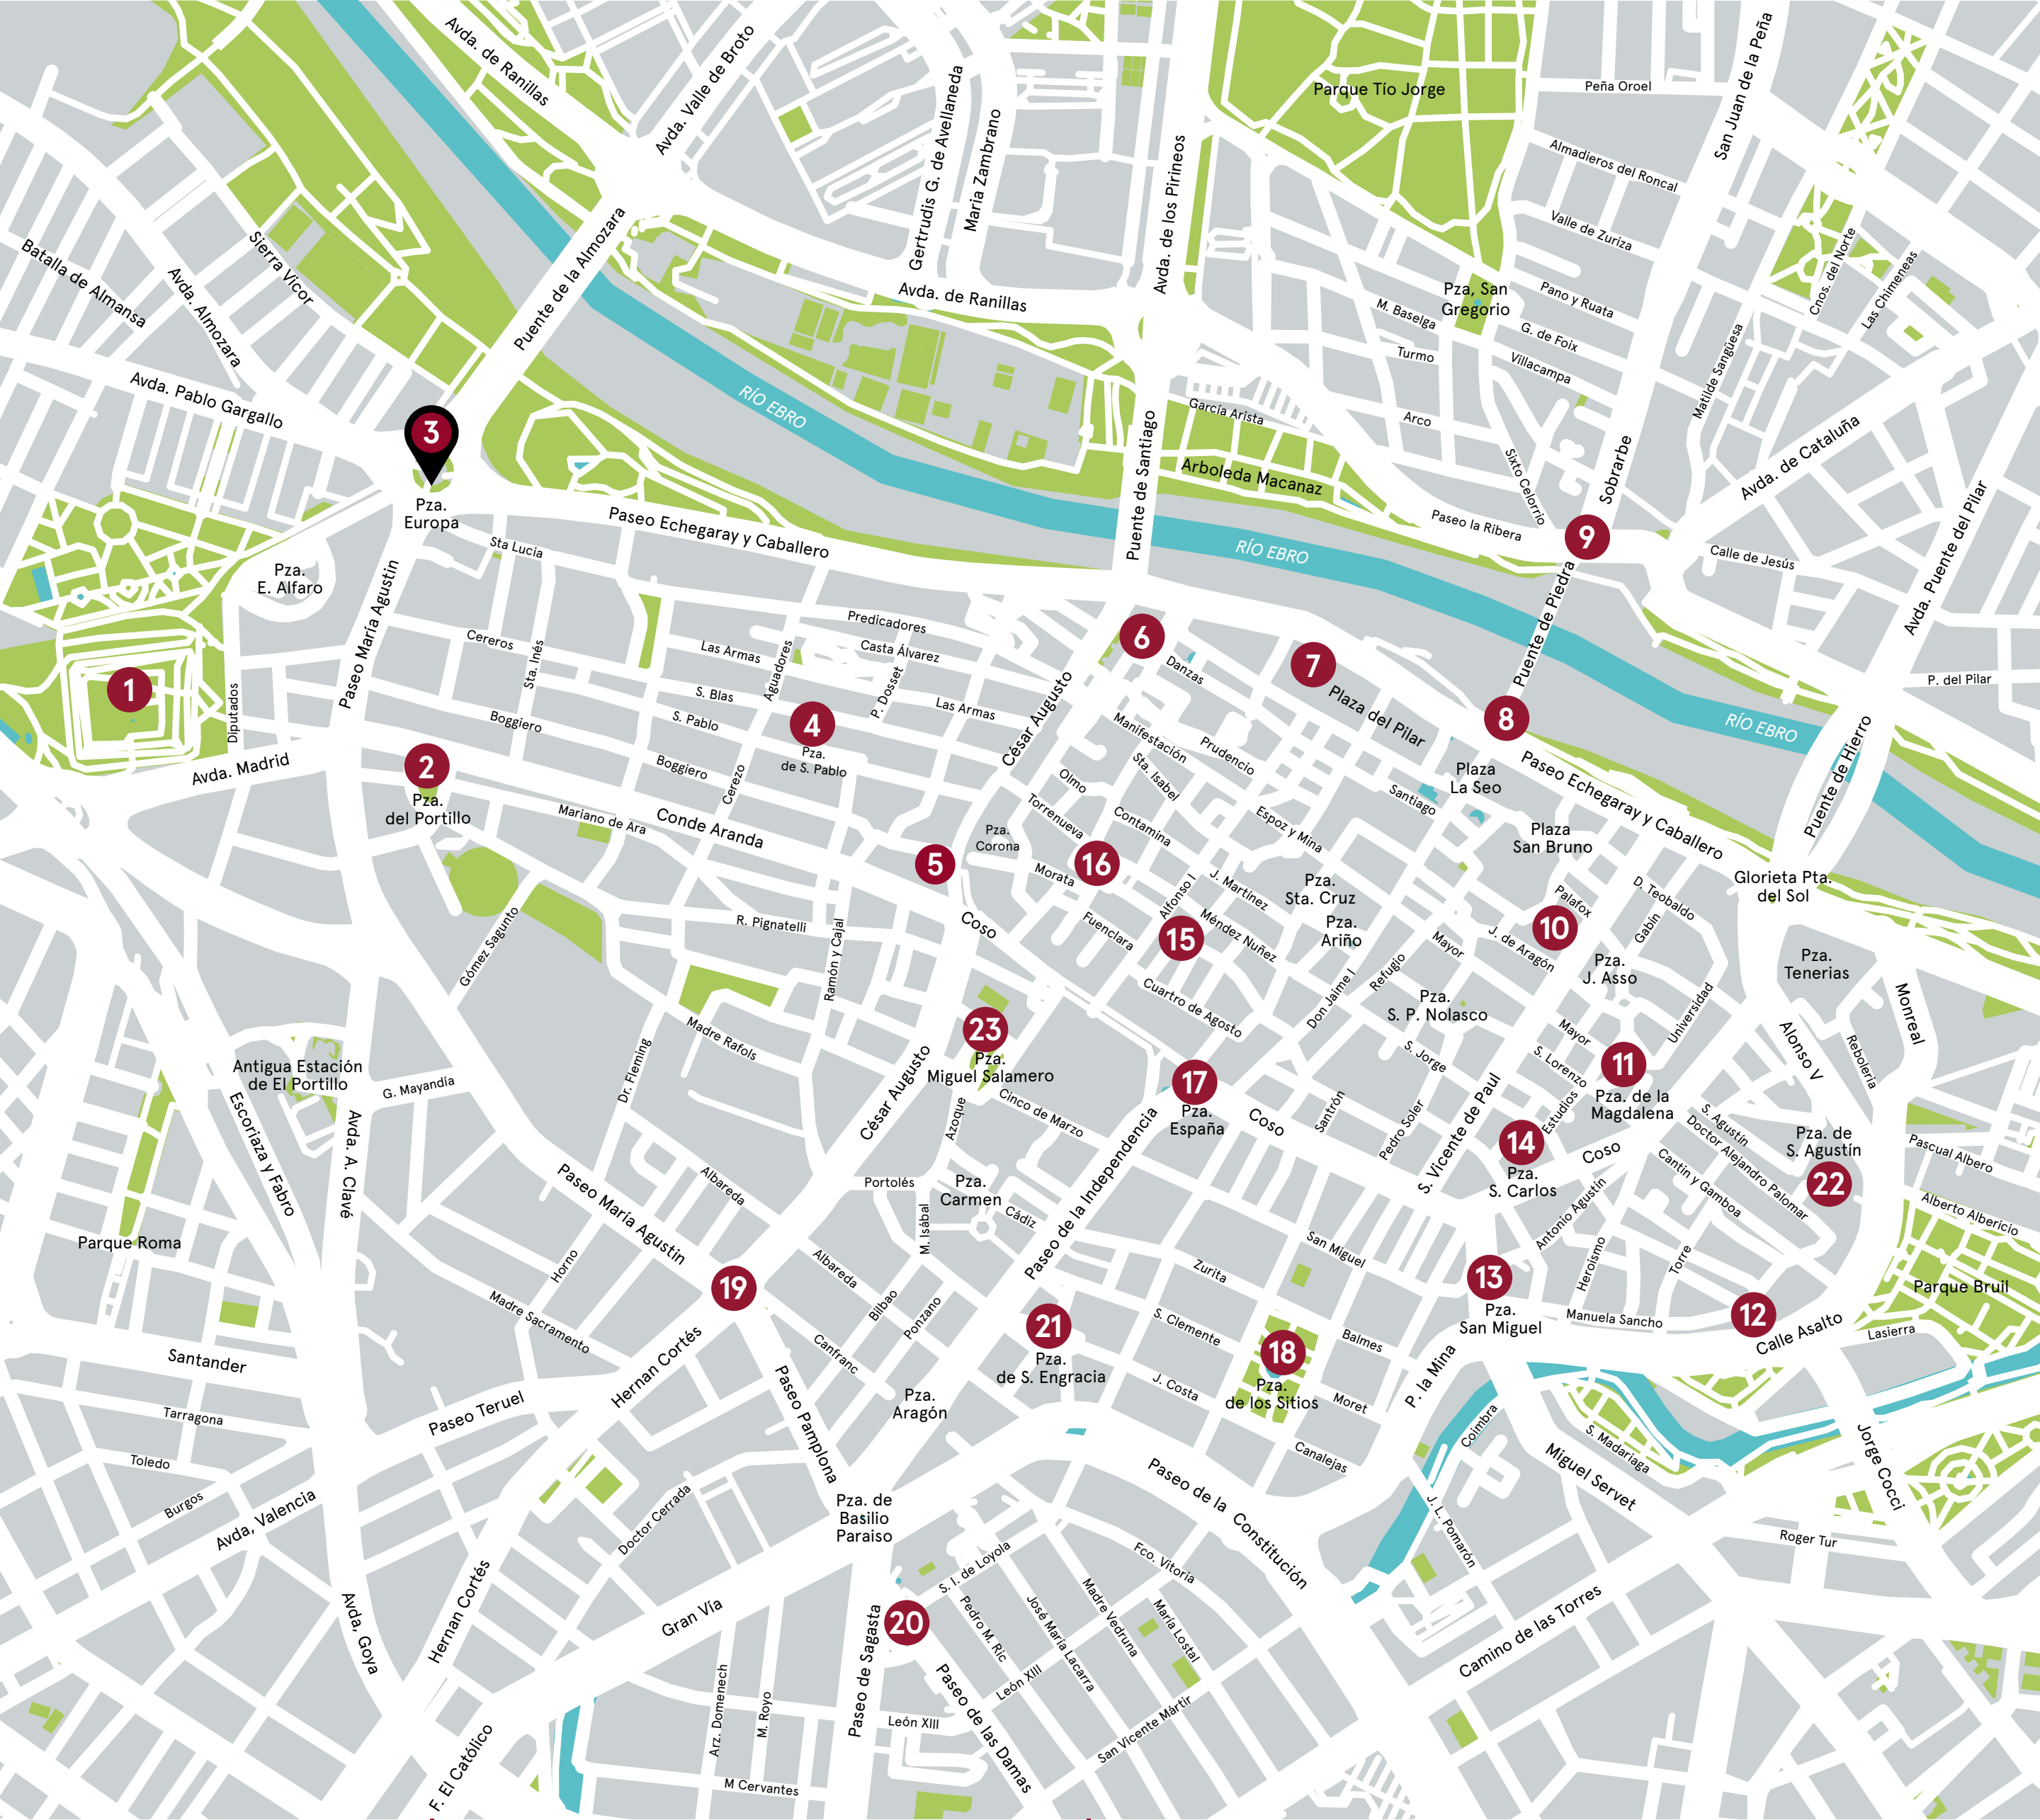 Avda. de Ranillas
Avda. Valle de Broto
Gertrudis G. de Avellaneda
Maria Zambrano
Avda. de los Pirineos
Parque Tío Jorge
Peña Oroel
San Juan de la Peña
Almadieros del Roncal
Valle de Zuriza
Cnos. del Norte
Las Chimeneas
Batalla de Almansa
Avda. Almozara
Sierra Vicor
Puente de la Almozara
Avda. de Ranillas
Pza, San
Gregorio
Pano y Ruata
M. Baselga
G. de Foix
Turmo
Villacampa
Matilde Sangüesa
Avda. Pablo Gargallo
RÍO EBRO
García Arista
Arco
3
Puente de Santiago
Arboleda Macanaz
Sixto Celorrio
Sobrarbe
Avda. de Cataluña
Avda. Puente del Pilar
Pza.
Europa
Paseo Echegaray y Caballero
Paseo la Ribera
9
RÍO EBRO
Calle de Jesús
Sta Lucia
Pza.
E. Alfaro
Paseo María Agustin
Predicadores
6
Puente de Piedra
Cereros
Sta. Inés
Las Armas
Casta Álvarez
Aguadores
P. Dosset
Danzas
7
1
Diputados
S. Blas
Las Armas
César Augusto
Plaza del Pilar
P. del Pilar
Boggiero
S. Pablo
4
8
RÍO EBRO
Manifestación
Prudencio
Avda. Madrid
2
Pza.
de S. Pablo
Boggiero
Cerezo
Olmo
Sta. Isabel
Plaza
La Seo
Paseo Echegaray y Caballero
Puente de Hierro
Pza.
del Portillo
Mariano de Ara
Conde Aranda
Torrenueva
Contamina
Santiago
Espoz y Mina
Pza.
Corona
Plaza
San Bruno
5
16
Morata
Alfonso I
J. Martínez
Pza.
Sta. Cruz
Glorieta Pta.
del Sol
Palafox
D. Teobaldo
Gabín
Gómez Sagunto
R. Pignatelli
Ramón y Cajal
Coso
Fuenclara
15
Méndez Nuñez
Pza.
Ariño
10
Mayor
J. de Aragón
Pza.
J. Asso
Pza.
Tenerias
Refugio
Don Jaime I
Cuartro de Agosto
Pza.
S. P. Nolasco
Universidad
Monreal
23
Madre Rafols
Mayor
Alonso V
Rebolería
Pza.
Miguel Salamero
S. Jorge
S. Lorenzo
11
Antigua Estación
de El Portillo
G. Mayandía
Dr. Fleming
César Augusto
Azoque
Cinco de Marzo
17
Pza.
España
Coso
Santrón
Pedro Soler
S. Vicente de Paul
Estudios
Pza. de la
Magdalena
S. Agustín
Doctor Alejandro Palomar
Pza. de
S. Agustín
Pascual Albero
Escoriaza y Fabro
Avda. A. Clavé
14
Pza.
S. Carlos
Coso
Cantin y Gamboa
22
Paseo María Agustin
Albareda
Portolés
Pza.
Carmen
Paseo de la Independencia
Antonio Agustín
Alberto Albericio
M. Isábal
Cádiz
Parque Roma
Horno
Albareda
San Miguel
Heroismo
Torre
Zurita
13
Parque Bruil
19
Bilbao
Ponzano
Madre Sacramento
21
S. Clemente
Pza.
San Miguel
Manuela Sancho
12
Calle Asalto
Lasierra
Hernan Cortés
Canfranc
Balmes
Santander
18
Pza.
de S. Engracia
J. Costa
Pza.
de los Sitios
P. la Mina
Moret
Paseo Teruel
Paseo Pamplona
Pza.
Aragón
Tarragona
Coimbra
S. Madariaga
Jorge Cocci
Toledo
Canalejas
Miguel Servet
Burgos
Avda, Valencia
Paseo de la Constitución
Pza. de
Basilio
Paraiso
Doctor Cerrada
J. L. Pomarón
Roger Tur
Hernan Cortés
S. I. de Loyola
Fco. Vitoria
Avda, Goya
Gran Vía
20
Pedro M. Ric
José María Lacarra
Madre Vedruna
María Lostal
Camino de las Torres
Paseo de Sagasta
Paseo de las Damas
León XIII
Arz. Domenech
M. Royo
León XIII
San Vicente Mártir
F. El Católico
M Cervantes